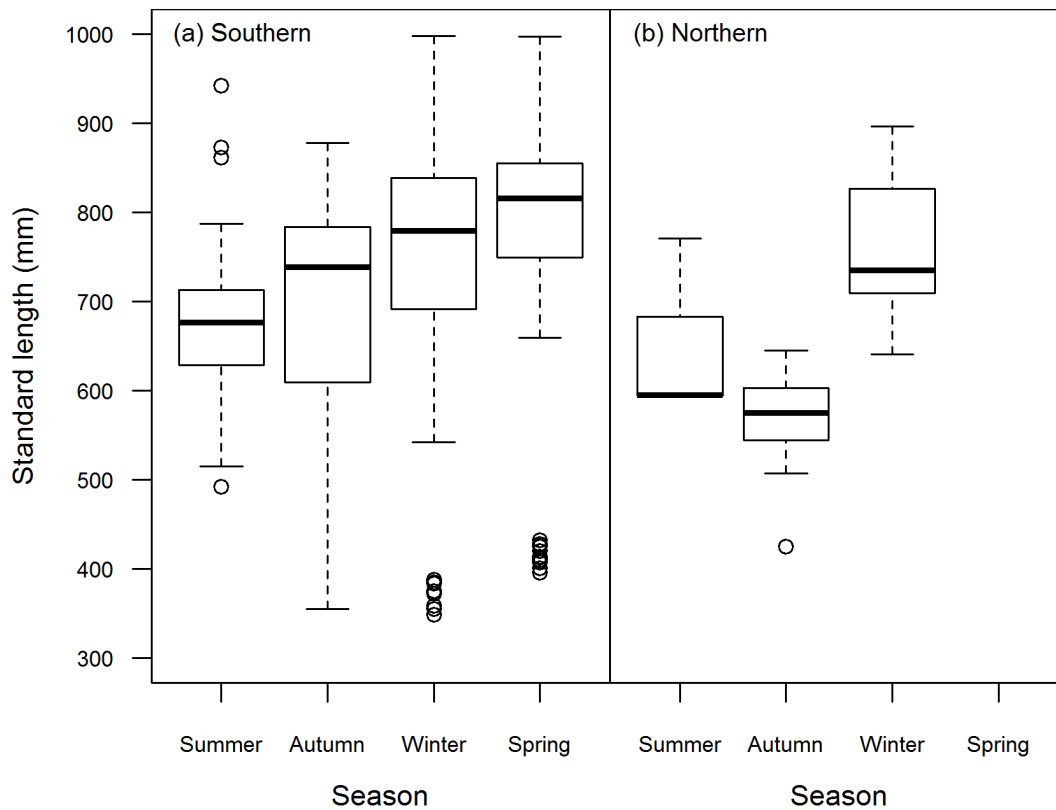 (a) Southern
(b) Northern
Standard length (mm)
1000
900
800
700
600
500
400
300
Summer Autumn Winter Spring
Summer Autumn Winter Spring
Season
Season